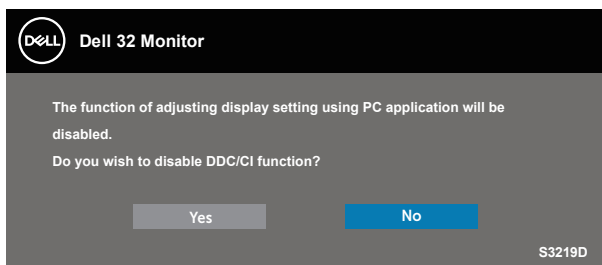 DELL Dell 32 Monitor
The function of adjusting display setting using PC application will be
disabled.
Do you wish to disable DDC/CI function?
Yes No
S3219D